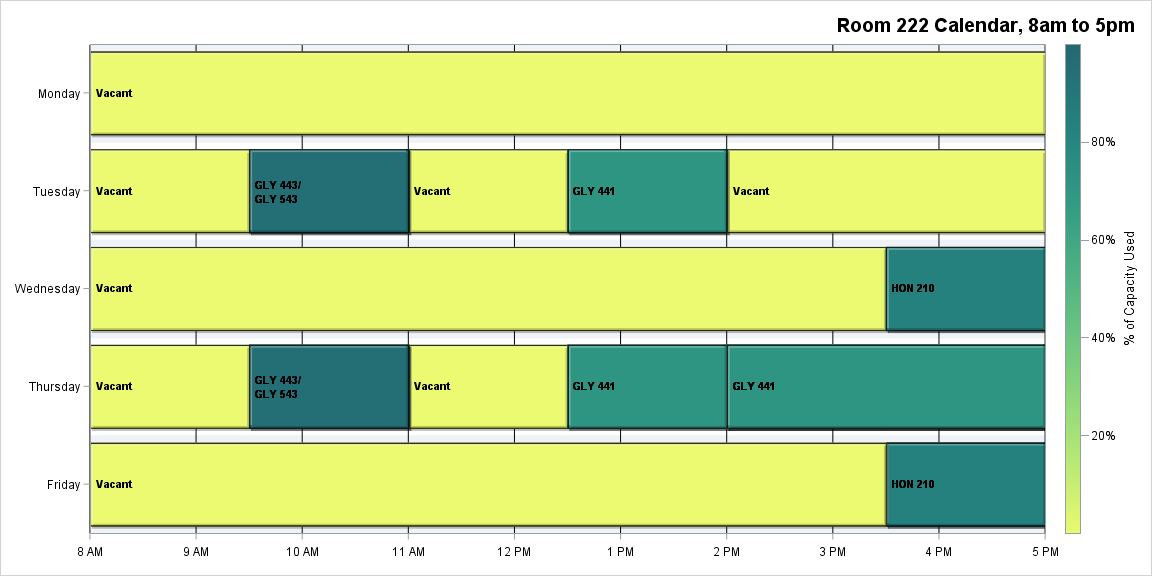 Room 222 Calendar, 8am to 5pm
Monday
Vacant
Tuesday
Vacant
GLY 443/
GLY 543
Vacant
GLY 441
Vacant
Wednesday
Vacant
HON 210
Thursday
Vacant
GLY 443/
GLY 543
Vacant
GLY 441
GLY 441
Friday
Vacant
HON 210
8 AM
9 AM
10 AM
11 AM
12 PM
1 PM
2 PM
3 PM
4 PM
5 PM
80%
60%
40%
20%
% of Capacity Used